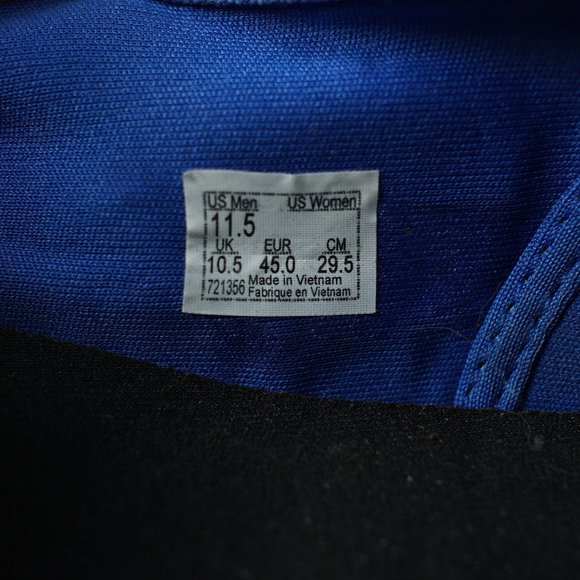 US Men US Women
11.5
UK EUR CM
10.5 45.0 29.5
721356 Made in Vietnam
Fabrique en Vietnam